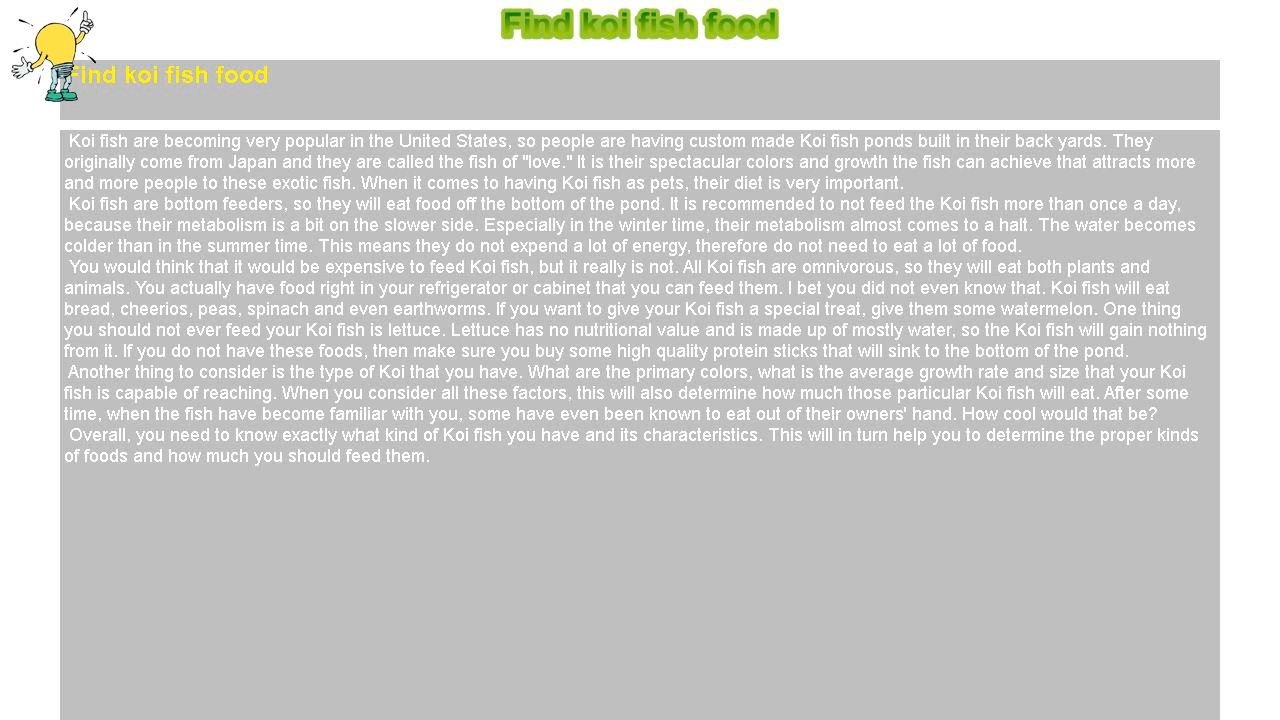 Find koi fish food
Find koi fish food
Koi fish are becoming very popular in the United States, so people are having custom made Koi fish ponds built in their back yards. They
originally come from Japan and they are called the fish of "love." It is their spectacular colors and growth the fish can achieve that attracts more
and more people to these exotic fish. When it comes to having Koi fish as pets, their diet is very important.
Koi fish are bottom feeders, so they will eat food off the bottom of the pond. It is recommended to not feed the Koi fish more than once a day,
because their metabolism is a bit on the slower side. Especially in the winter time, their metabolism almost comes to a halt. The water becomes
colder than in the summer time. This means they do not expend a lot of energy, therefore do not need to eat a lot of food.
You would think that it would be expensive to feed Koi fish, but it really is not. All Koi fish are omnivorous, so they will eat both plants and
animals. You actually have food right in your refrigerator or cabinet that you can feed them. I bet you did not even know that. Koi fish will eat
bread, cheerios, peas, spinach and even earthworms. If you want to give your Koi fish a special treat, give them some watermelon. One thing
you should not ever feed your Koi fish is lettuce. Lettuce has no nutritional value and is made up of mostly water, so the Koi fish will gain nothing
from it. If you do not have these foods, then make sure you buy some high quality protein sticks that will sink to the bottom of the pond.
Another thing to consider is the type of Koi that you have. What are the primary colors, what is the average growth rate and size that your Koi
fish is capable of reaching. When you consider all these factors, this will also determine how much those particular Koi fish will eat. After some
time, when the fish have become familiar with you, some have even been known to eat out of their owners' hand. How cool would that be?
Overall, you need to know exactly what kind of Koi fish you have and its characteristics. This will in turn help you to determine the proper kinds
of foods and how much you should feed them.